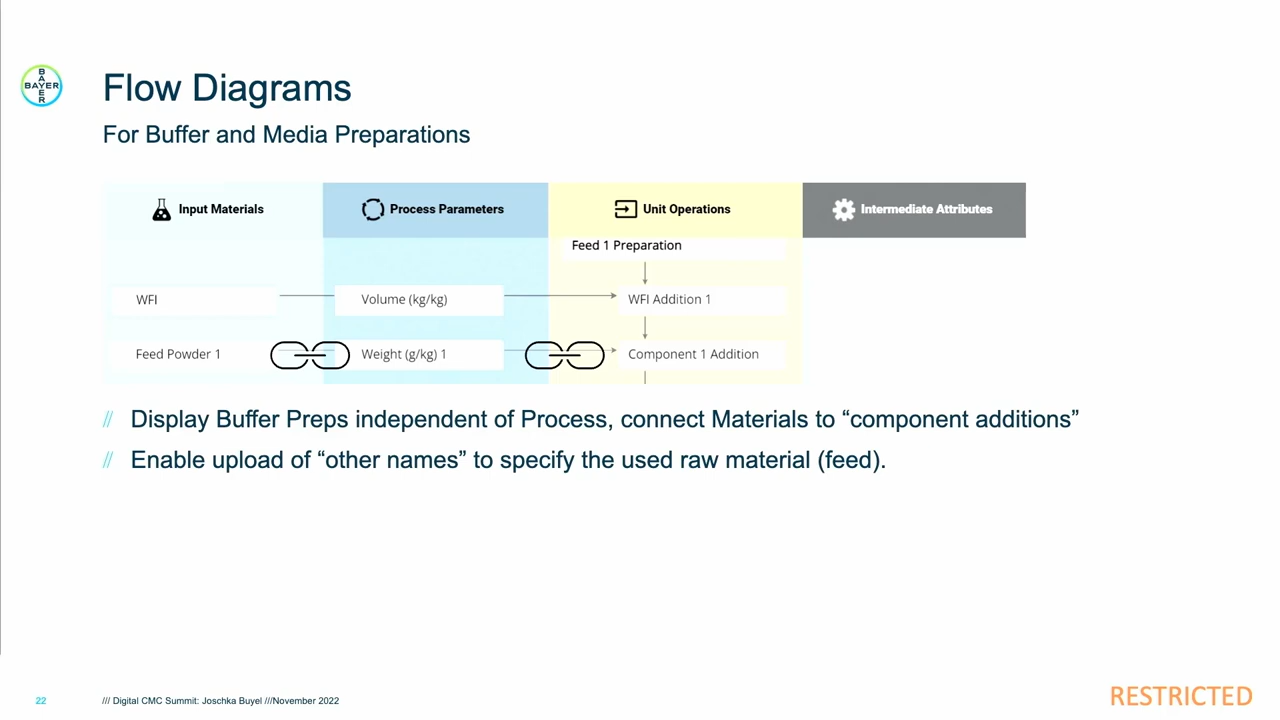 BAYER
BAYER
Flow Diagrams
For Buffer and Media Preparations
Input Materials
Process Parameters
Unit Operations
Intermediate Attributes
Feed 1 Preparation
WFI
Volume (kg/kg)
WFI Addition 1
Feed Powder 1
Weight (g/kg) 1
Component 1 Addition
// Display Buffer Preps independent of Process, connect Materials to “component additions”
// Enable upload of “other names” to specify the used raw material (feed).
22
/// Digital CMC Summit: Joschka Buyel ///November 2022
RESTRICTED